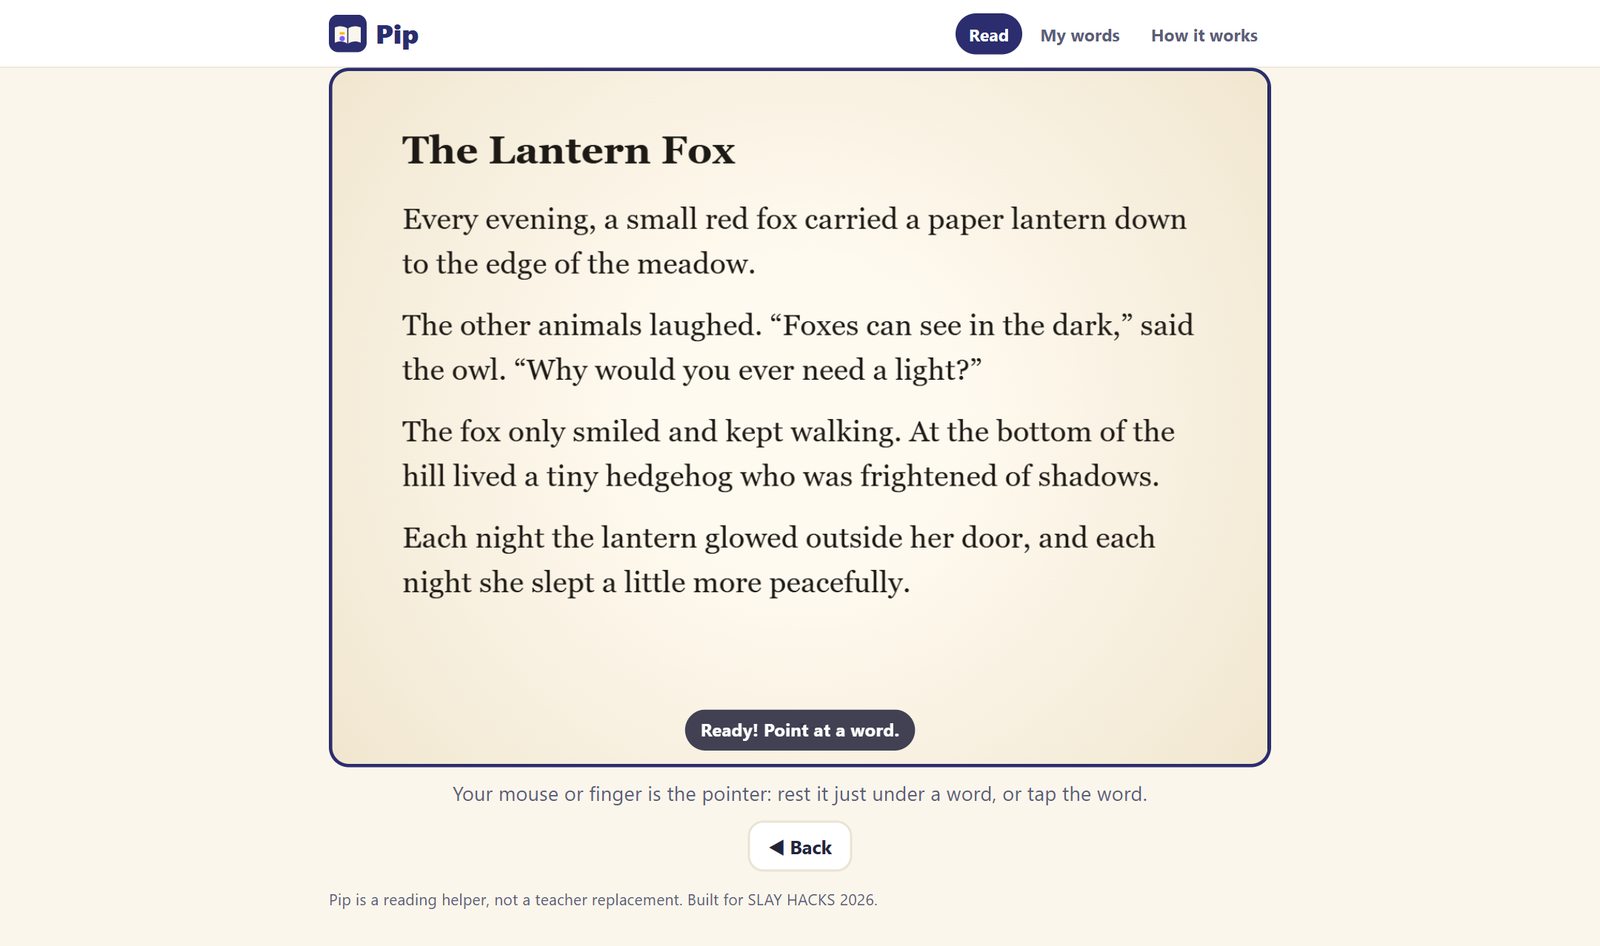 Pip
Read
My words
How it works
The Lantern Fox
Every evening, a small red fox carried a paper lantern down
to the edge of the meadow.
The other animals laughed. “Foxes can see in the dark,” said
the owl. “Why would you ever need a light?”
The fox only smiled and kept walking. At the bottom of the
hill lived a tiny hedgehog who was frightened of shadows.
Each night the lantern glowed outside her door, and each
night she slept a little more peacefully.
Ready! Point at a word.
Your mouse or finger is the pointer: rest it just under a word, or tap the word.
◀ Back
Pip is a reading helper, not a teacher replacement. Built for SLAY HACKS 2026.